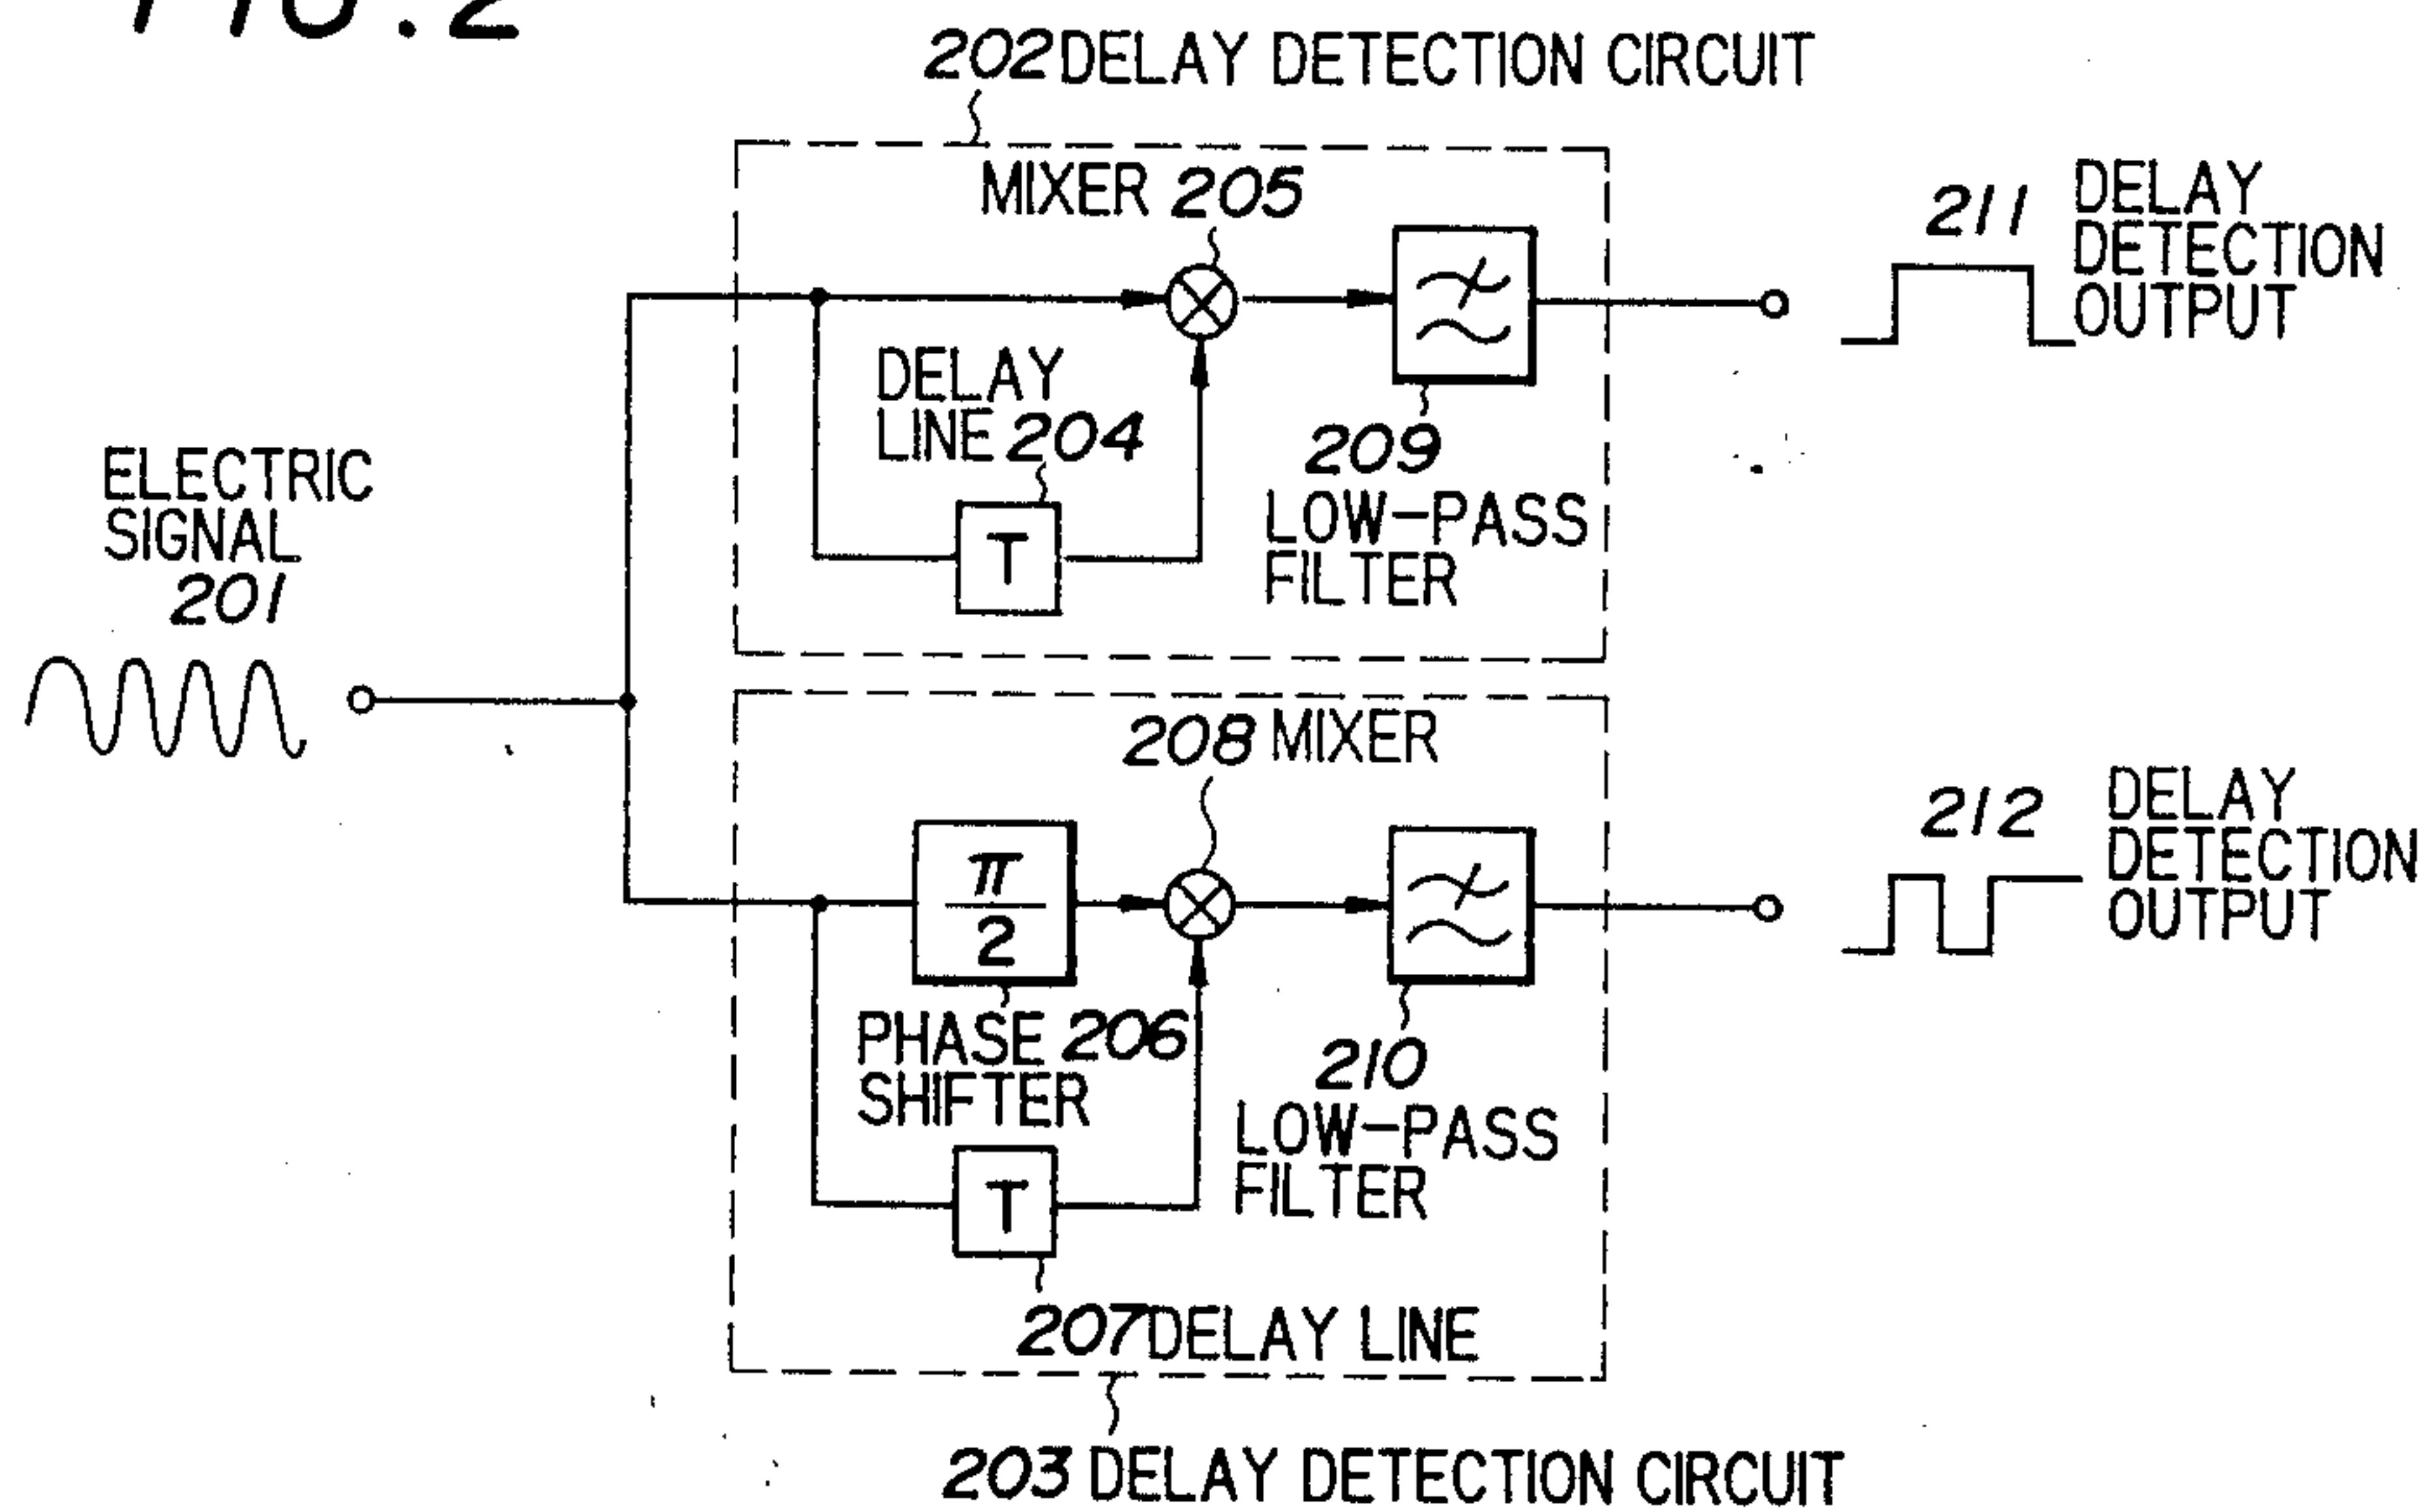 FIG. 2
202 DELAY DETECTION CIRCUIT
MIXER 205
211
DELAY
DETECTION
OUTPUT
DELAY
LINE 204
T
209
LOW-PASS
FILTER
ELECTRIC
SIGNAL
201
208 MIXER
212
DELAY
DETECTION
OUTPUT
π
2
PHASE 206
SHIFTER
210
LOW-PASS
FILTER
T
207 DELAY LINE
203 DELAY DETECTION CIRCUIT